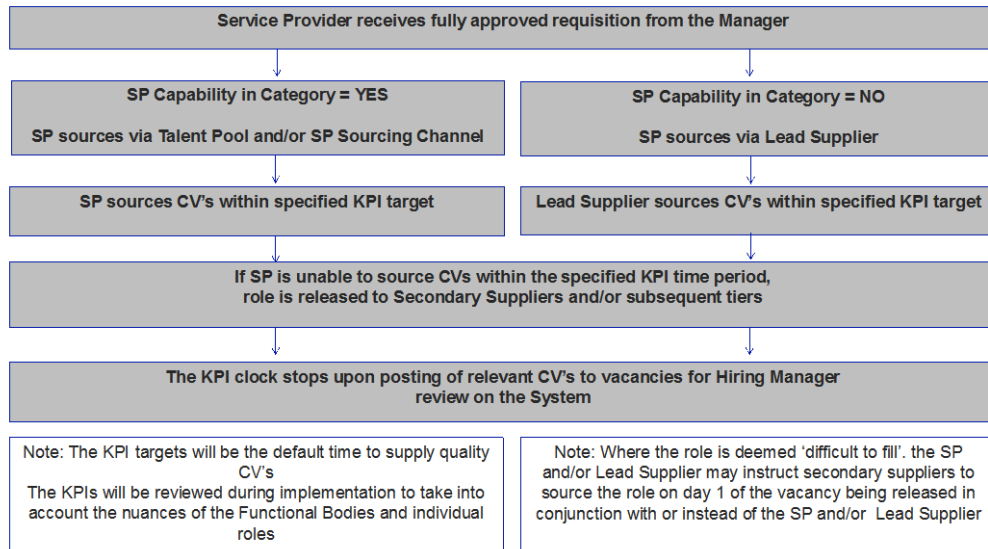 Service Provider receives fully approved requisition from the Manager
SP Capability in Category = YES
SP sources via Talent Pool and/or SP Sourcing Channel
SP Capability in Category = NO
SP sources via Lead Supplier
SP sources CV's within specified KPI target
Lead Supplier sources CV's within specified KPI target
If SP is unable to source CVs within the specified KPI time period,
role is released to Secondary Suppliers and/or subsequent tiers
The KPI clock stops upon posting of relevant CV's to vacancies for Hiring Manager
review on the System
Note: The KPI targets will be the default time to supply quality
CV's
The KPIs will be reviewed during implementation to take into
account the nuances of the Functional Bodies and individual
roles
Note: Where the role is deemed 'difficult to fill'. the SP
and/or Lead Supplier may instruct secondary suppliers to
source the role on day 1 of the vacancy being released in
conjunction with or instead of the SP and/or  Lead Supplier